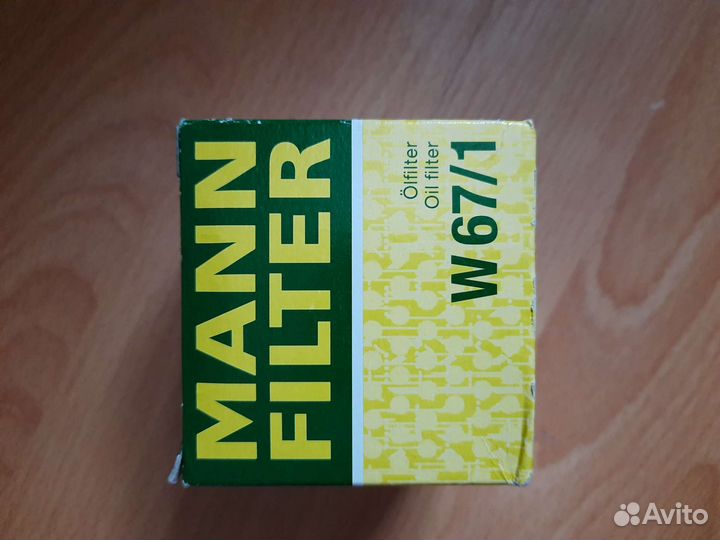 MANN
FILTER
Ölfilter
Oil filter
W 67/1
Avito